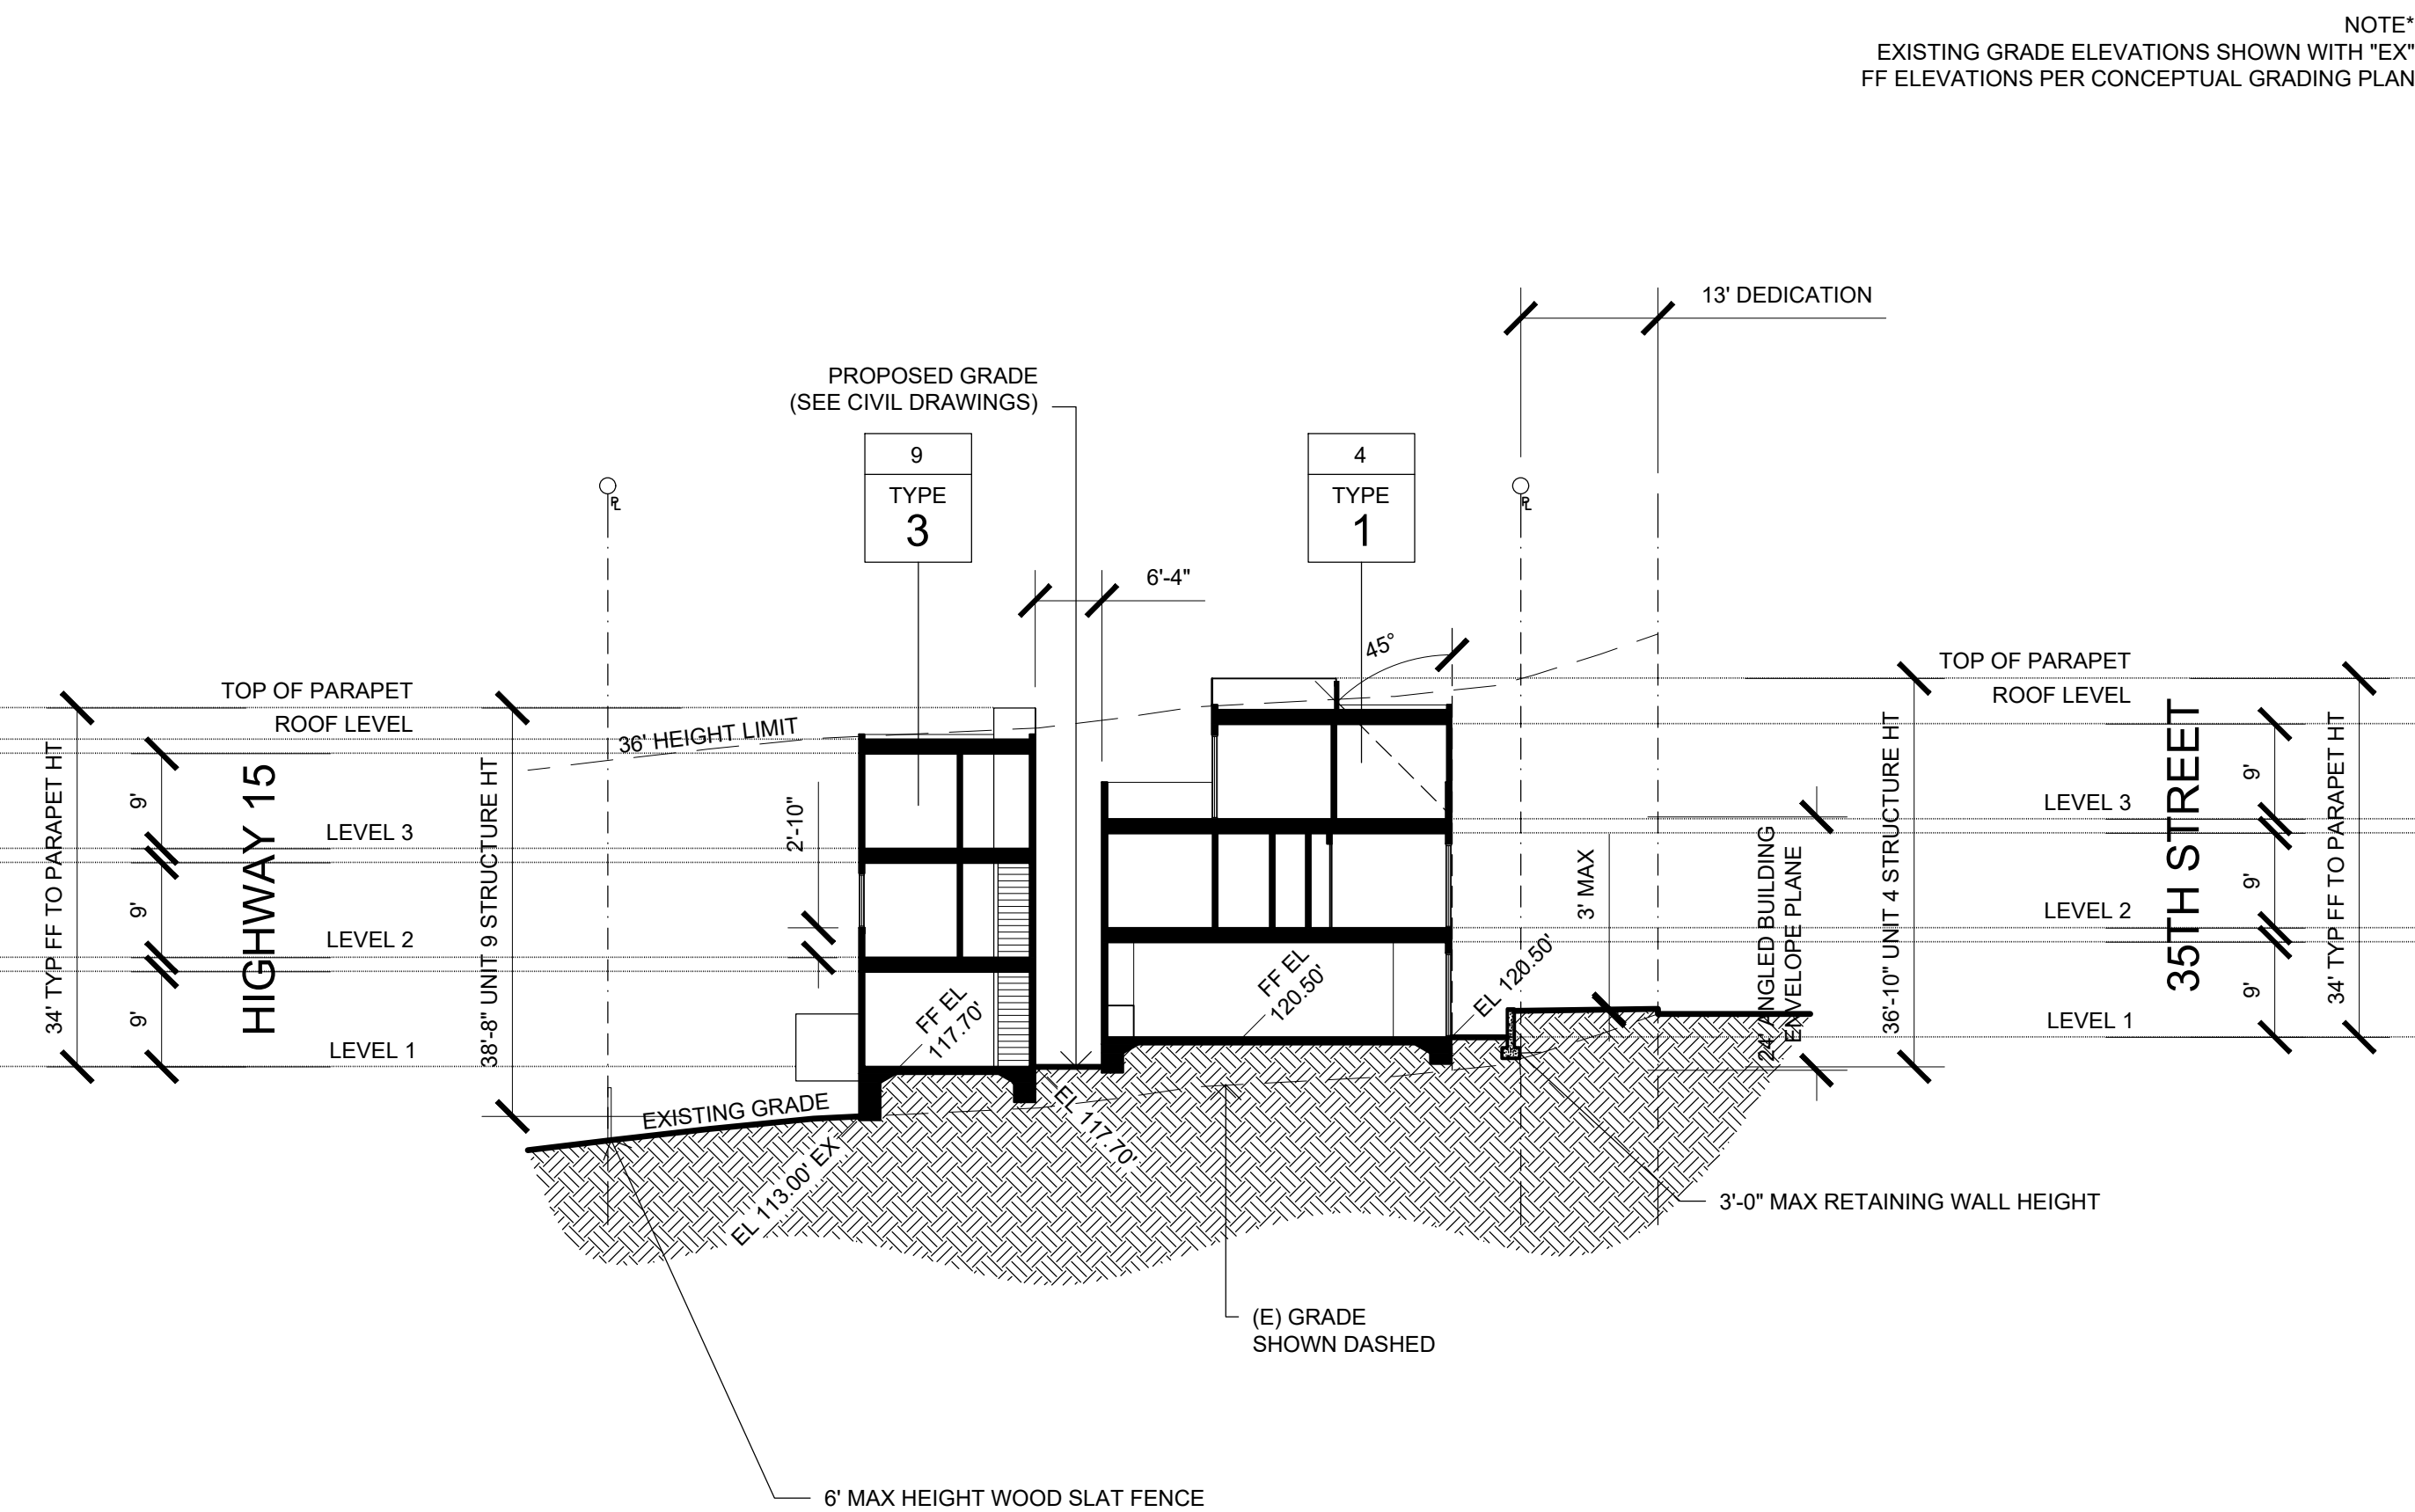 NOTE*
EXISTING GRADE ELEVATIONS SHOWN WITH "EX"
FF ELEVATIONS PER CONCEPTUAL GRADING PLAN
13' DEDICATION
PROPOSED GRADE
(SEE CIVIL DRAWINGS)
9
TYPE
3
4
TYPE
1
PL
PL
6'-4"
45°
TOP OF PARAPET
ROOF LEVEL
36' HEIGHT LIMIT
34' TYP FF TO PARAPET HT
9'
9'
9'
HIGHWAY 15
LEVEL 3
LEVEL 2
LEVEL 1
38'-8" UNIT 9 STRUCTURE HT
2'-10"
FF EL
117.70'
FF EL
120.50'
EL 120.50'
3' MAX
24' ANGLED BUILDING
ENVELOPE PLANE
36'-10" UNIT 4 STRUCTURE HT
TOP OF PARAPET
ROOF LEVEL
LEVEL 3
LEVEL 2
LEVEL 1
35TH STREET
9'
9'
9'
34' TYP FF TO PARAPET HT
EXISTING GRADE
EL 113.00' EX
EL 117.70'
3'-0" MAX RETAINING WALL HEIGHT
(E) GRADE
SHOWN DASHED
6' MAX HEIGHT WOOD SLAT FENCE